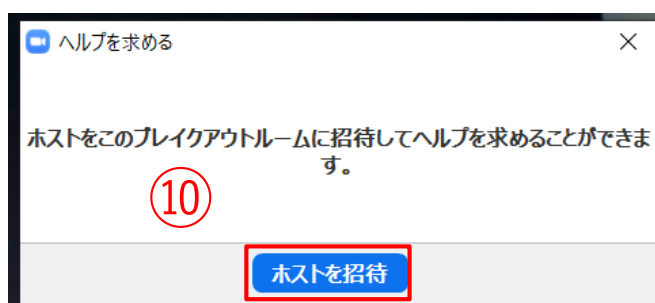 ヘルプを求める
ホストをこのブレイクアウトルームに招待してヘルプを求めることができま
す。
⑩
ホストを招待